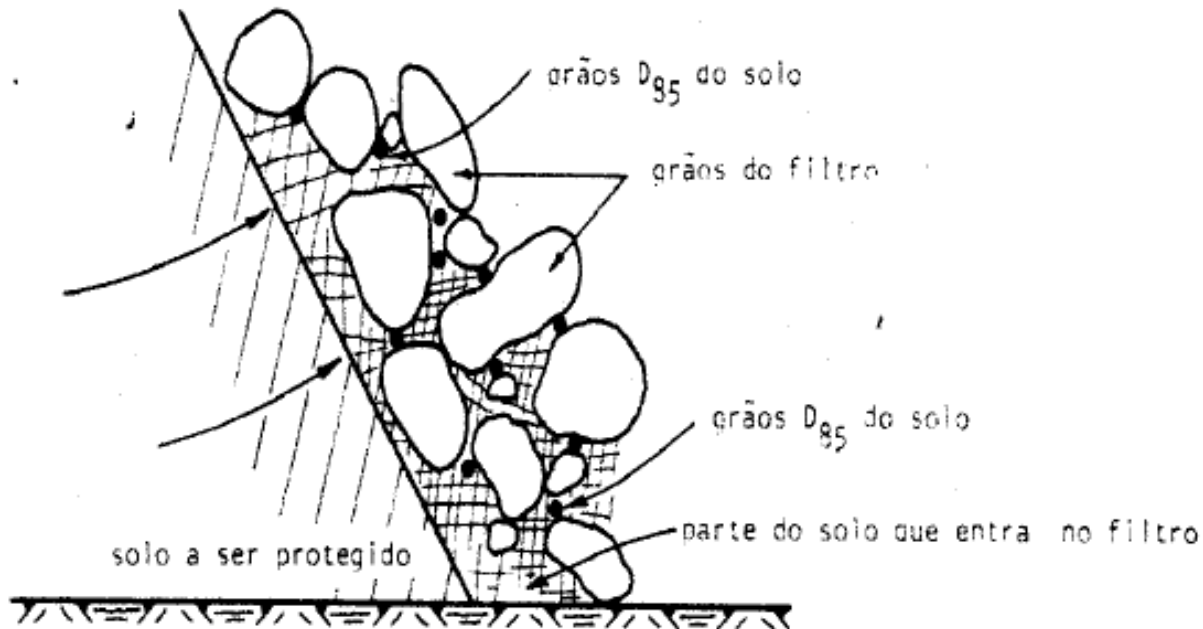 grãos D85 do solo
grãos do filtro
grãos D85 do solo
parte do solo que entra no filtro
solo a ser protegido